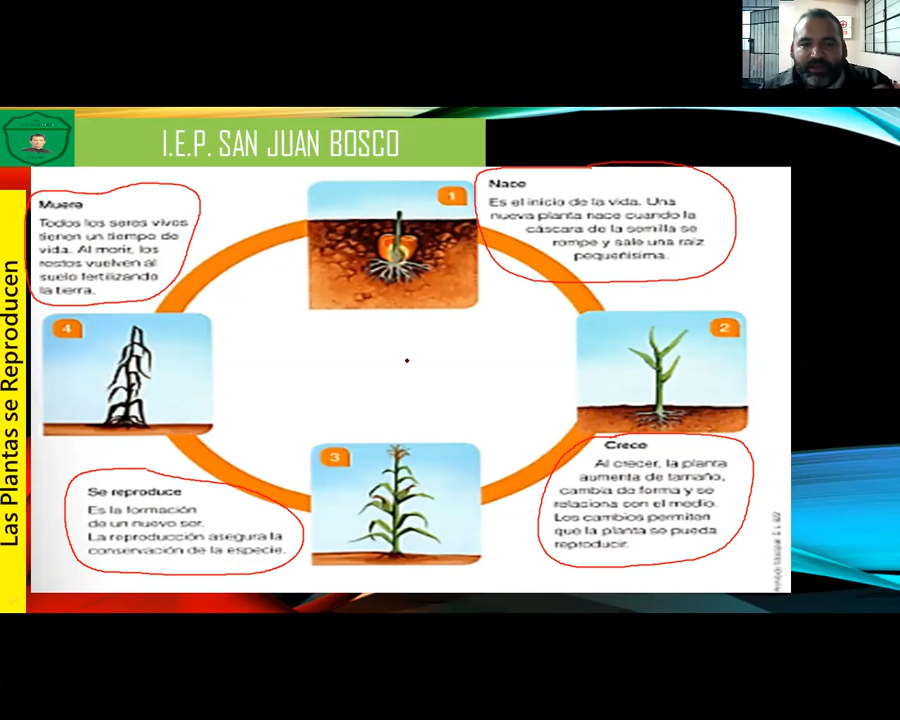 I.E.P. SAN JUAN BOSCO
Las Plantas se Reproducen
1
Nace
Es el inicio de la vida. Una
nueva planta nace cuando la
cáscara de la semilla se
rompe y sale una raíz
pequeñísima.
2
Crece
Al crecer, la planta
aumenta de tamaño,
cambia de forma y se
relaciona con el medio.
Los cambios permiten
que la planta se pueda
reproducir.
3
Se reproduce
Es la formación
de un nuevo ser.
La reproducción asegura la
conservación de la especie.
4
Muere
Todos los seres vivos
tienen un tiempo de
vida. Al morir, los
restos vuelven al
suelo fertilizando
la tierra.